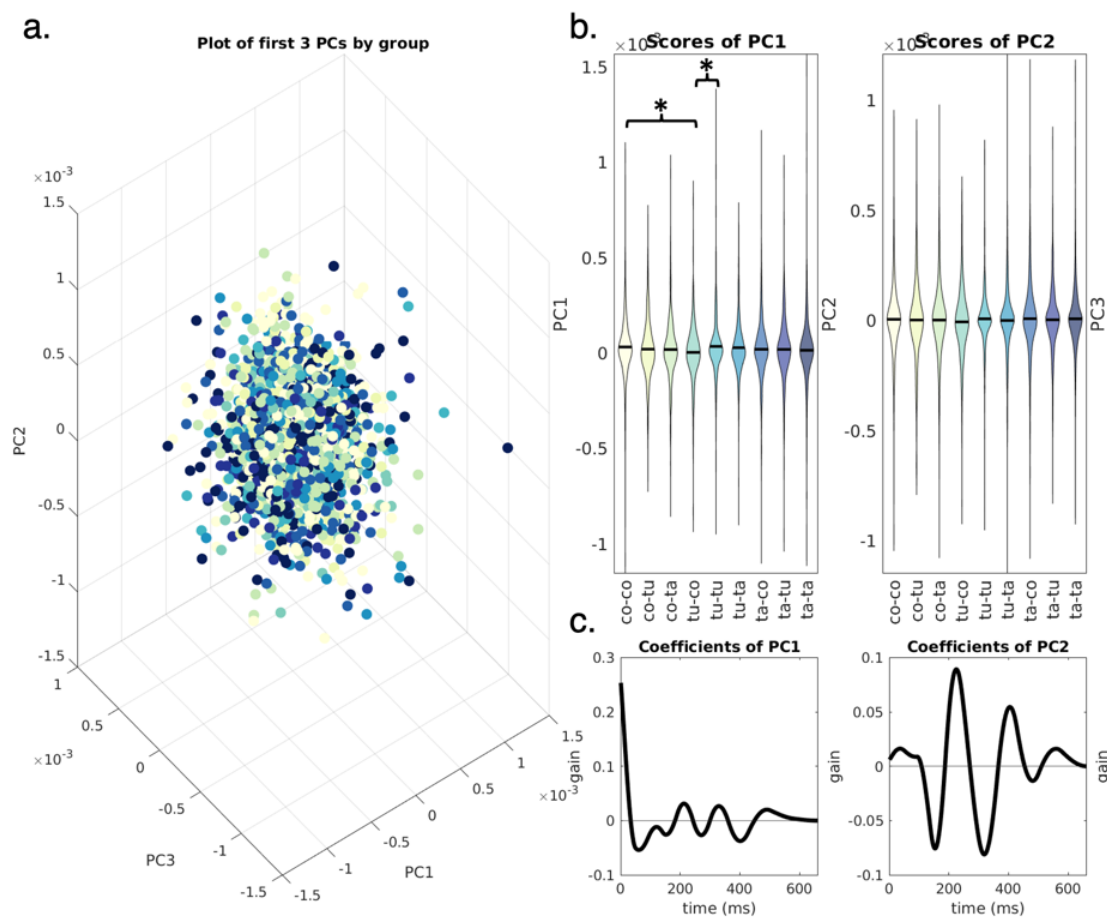 a.
Plot of first 3 PCs by group
×10⁻³
1.5
1
0.5
0
-0.5
-1
-1.5
PC2
1
0.5
0
-0.5
-1
-1.5
×10⁻³
PC3
-1.5
-1
-0.5
0
0.5
1
1.5
×10⁻³
PC1
b.
Scores of PC1
*
*
1.5
1
0.5
0
-0.5
-1
PC1
co-co
co-tu
co-ta
tu-co
tu-tu
tu-ta
ta-co
ta-tu
ta-ta
Scores of PC2
1
0.5
0
-0.5
-1
PC2
PC3
co-co
co-tu
co-ta
tu-co
tu-tu
tu-ta
ta-co
ta-tu
ta-ta
c.
Coefficients of PC1
0.3
0.2
0.1
0
-0.1
gain
0
200
400
600
time (ms)
Coefficients of PC2
0.1
0.05
0
-0.05
-0.1
gain
gain
0
200
400
600
time (ms)